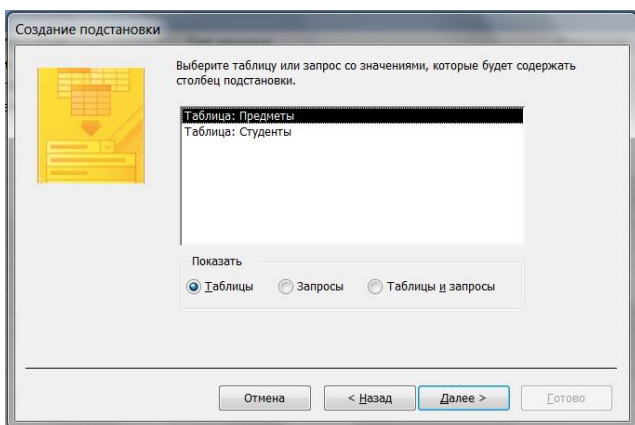 Создание подстановки
Выберите таблицу или запрос со значениями, которые будет содержать
столбец подстановки.
Таблица: Предметы
Таблица: Студенты
Показать
Таблицы
Запросы
Таблицы и запросы
Отмена
< Назад
Далее >
Готово